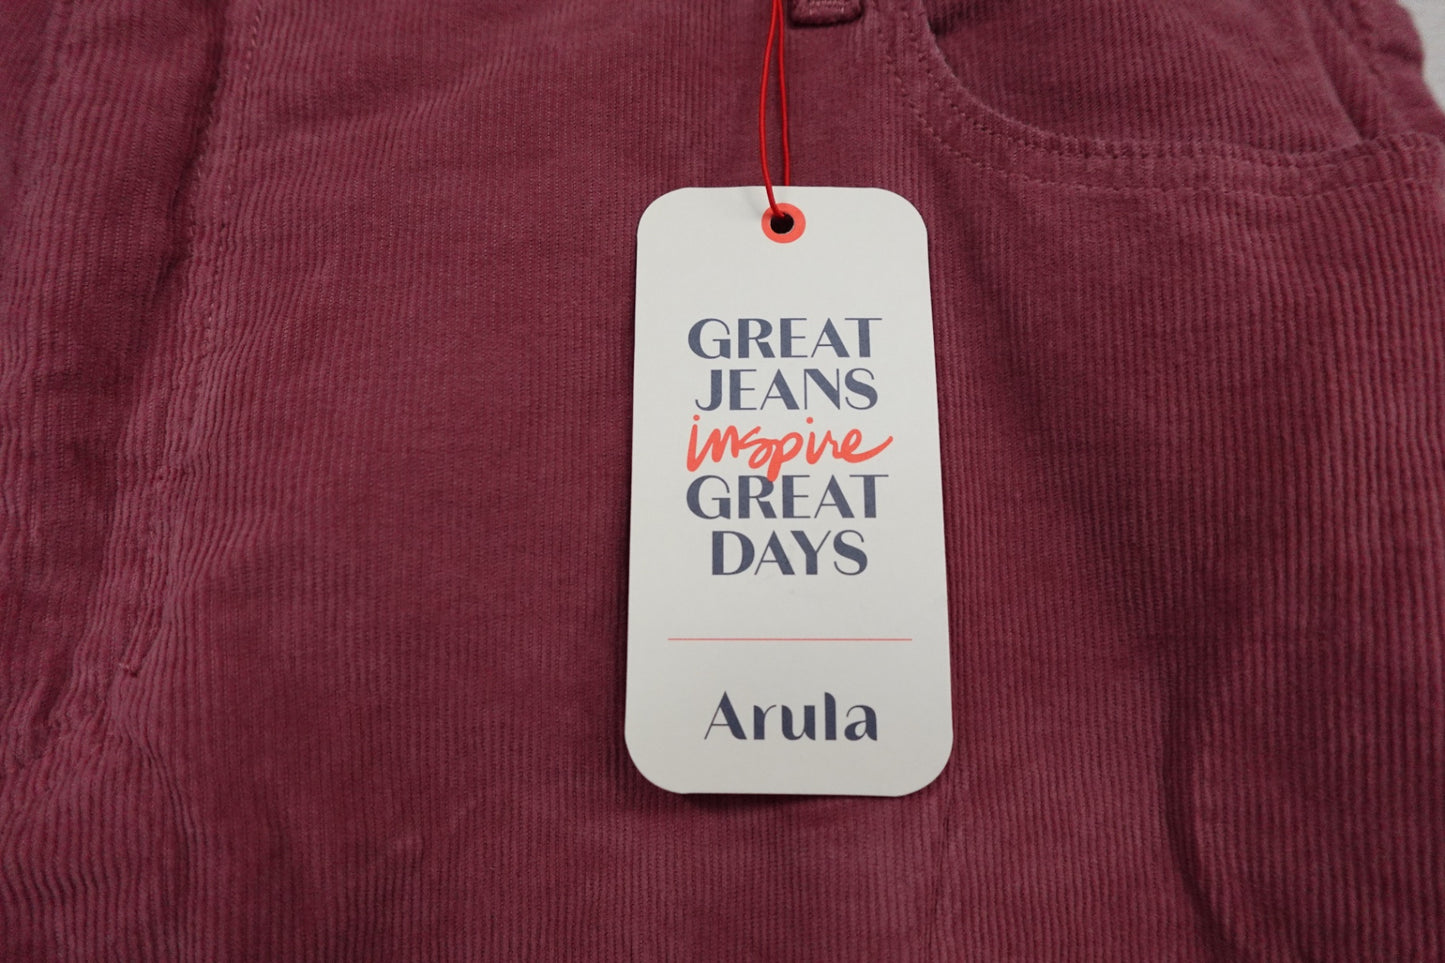 GREAT
JEANS
inspire
GREAT
DAYS
Arula